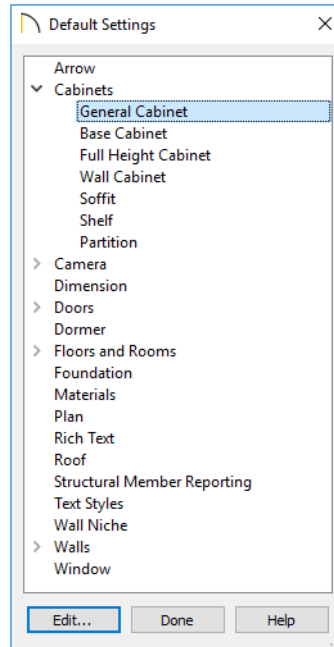 Default Settings
Arrow
Cabinets
General Cabinet
Base Cabinet
Full Height Cabinet
Wall Cabinet
Soffit
Shelf
Partition
Camera
Dimension
Doors
Dormer
Floors and Rooms
Foundation
Materials
Plan
Rich Text
Roof
Structural Member Reporting
Text Styles
Wall Niche
Walls
Window
Edit... Done Help